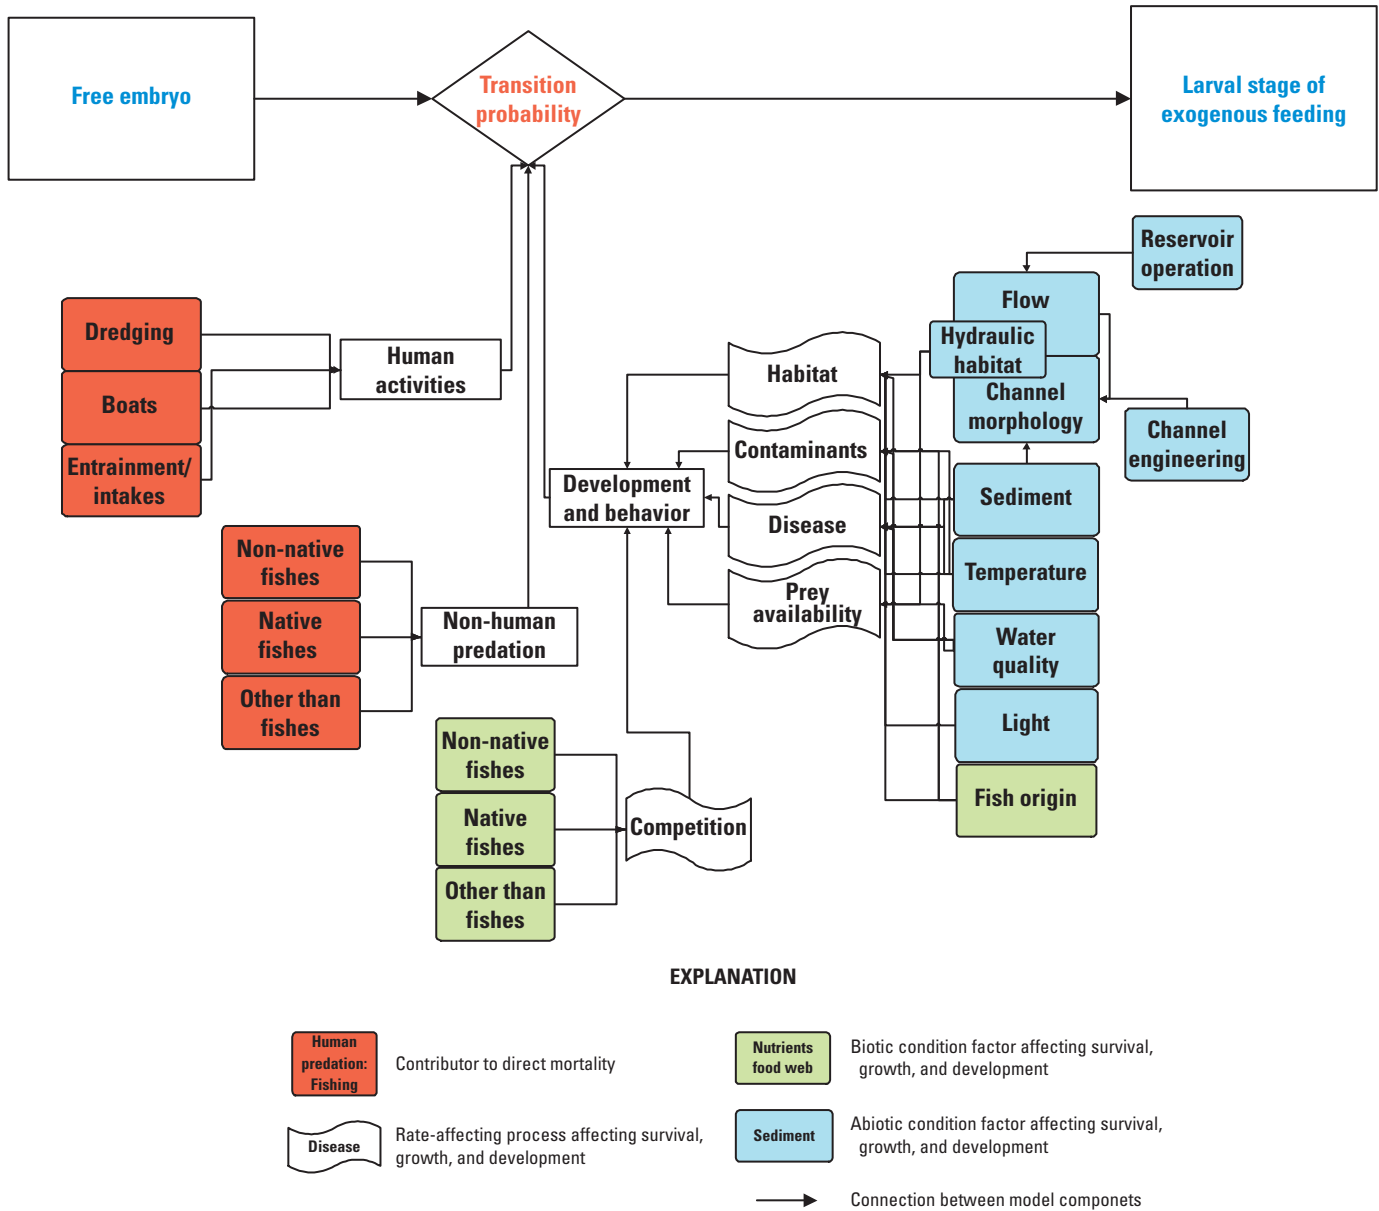 Free embryo
Transition
probability
Larval stage of
exogenous feeding
Reservoir
operation
Flow
Hydraulic
habitat
Channel
morphology
Channel
engineering
Dredging
Boats
Entrainment/
intakes
Human
activities
Habitat
Contaminants
Disease
Prey
availability
Development
and behavior
Sediment
Temperature
Water
quality
Light
Fish origin
Non-native
fishes
Native
fishes
Other than
fishes
Non-human
predation
Non-native
fishes
Native
fishes
Other than
fishes
Competition
EXPLANATION
Human
predation:
Fishing
Contributor to direct mortality
Disease
Rate-affecting process affecting survival,
growth, and development
Nutrients
food web
Biotic condition factor affecting survival,
growth, and development
Sediment
Abiotic condition factor affecting survival,
growth, and development
Connection between model componets